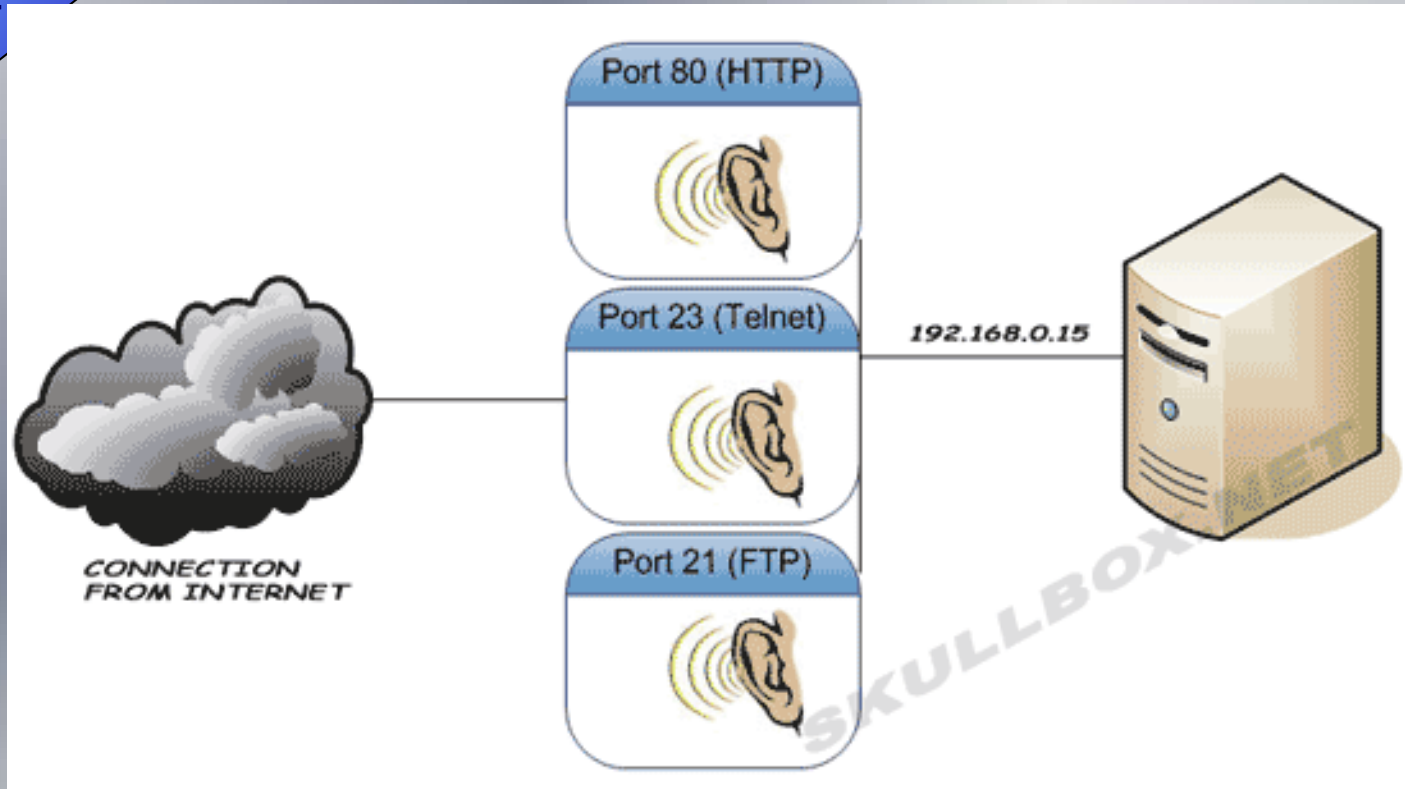 Port 80 (HTTP)
Port 23 (Telnet)
192.168.0.15
CONNECTION
FROM INTERNET
Port 21 (FTP)
SKULLBOX.NET